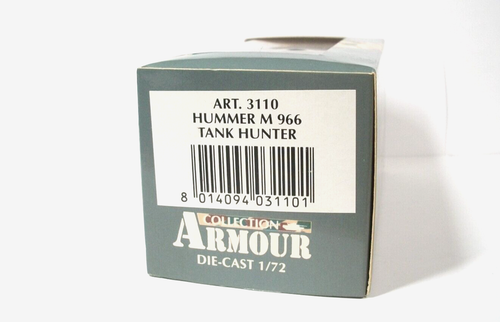 ART. 3110
HUMMER M 966
TANK HUNTER
8 014094 031101
COLLECTION
ARMOUR
DIE-CAST 1/72